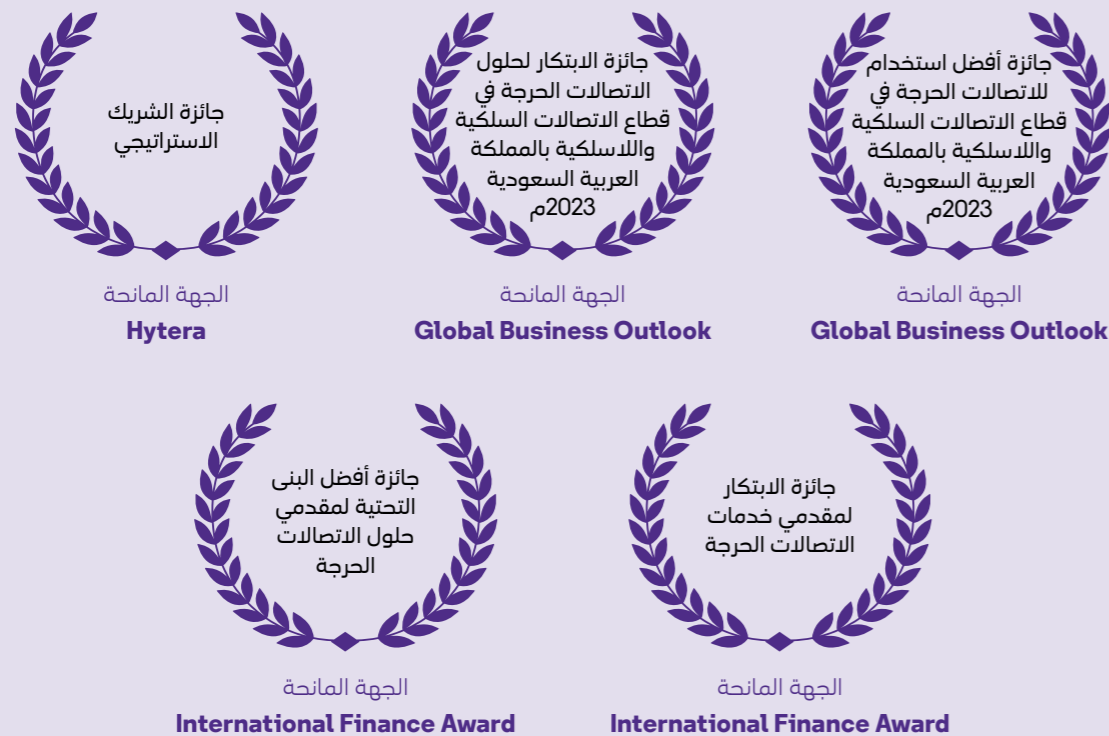 جائزة أفضل استخدام
للاتصالات الحرجة في
قطاع الاتصالات السلكية
واللاسلكية بالمملكة
العربية السعودية
2023م
الجهة المانحة
Global Business Outlook
جائزة الابتكار لحلول
الاتصالات الحرجة في
قطاع الاتصالات السلكية
واللاسلكية بالمملكة
العربية السعودية
2023م
الجهة المانحة
Global Business Outlook
جائزة الشريك
الاستراتيجي
الجهة المانحة
Hytera
جائزة الابتكار
لمقدمي خدمات
الاتصالات الحرجة
الجهة المانحة
International Finance Award
جائزة أفضل البنى
التحتية لمقدمي
حلول الاتصالات
الحرجة
الجهة المانحة
International Finance Award